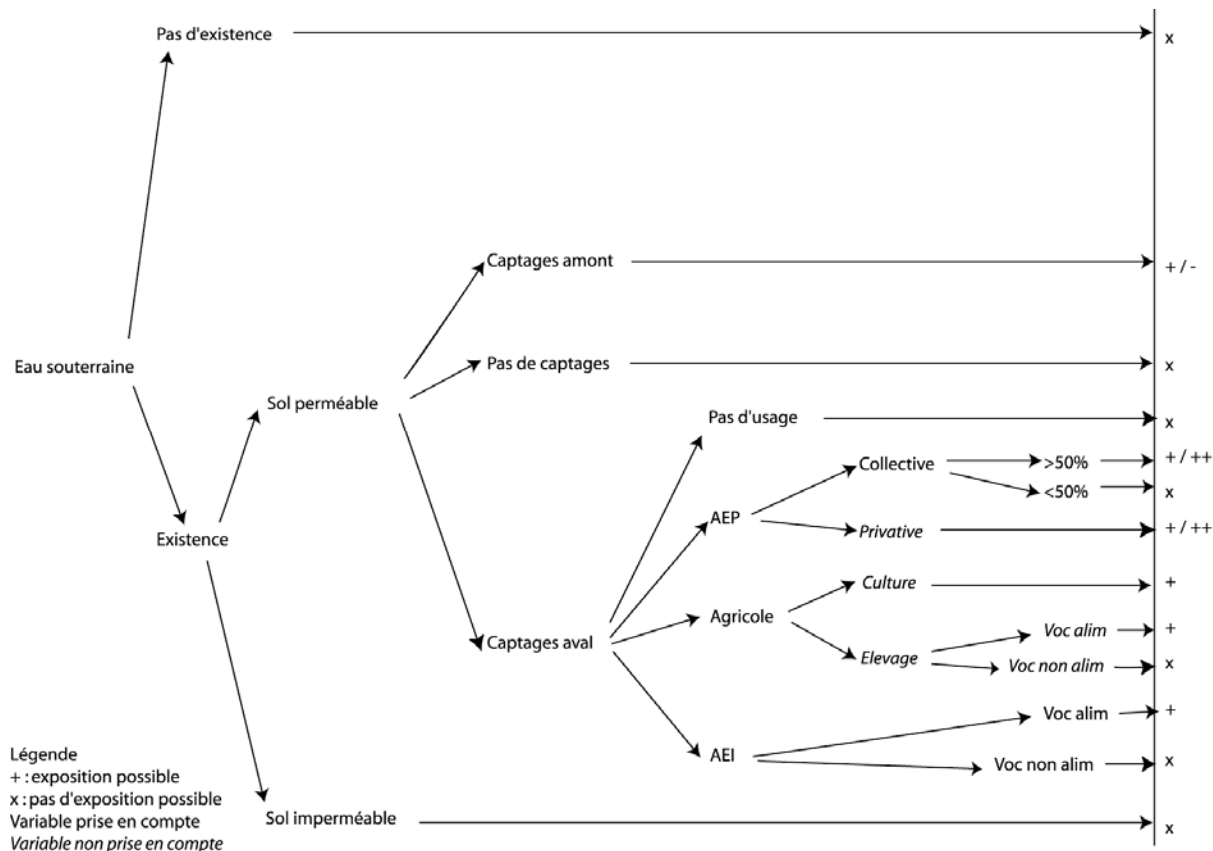 Pas d'existence
x
Captages amont
+ / -
Eau souterraine
Pas de captages
x
Sol perméable
Pas d'usage
x
Collective
>50%
+ / ++
<50%
x
AEP
Existence
Privative
+ / ++
Culture
+
Agricole
Captages aval
Voc alim
+
Elevage
Voc non alim
x
Voc alim
+
AEI
Voc non alim
x
Légende
+ : exposition possible
x : pas d'exposition possible
Variable prise en compte
Variable non prise en compte
Sol imperméable
x